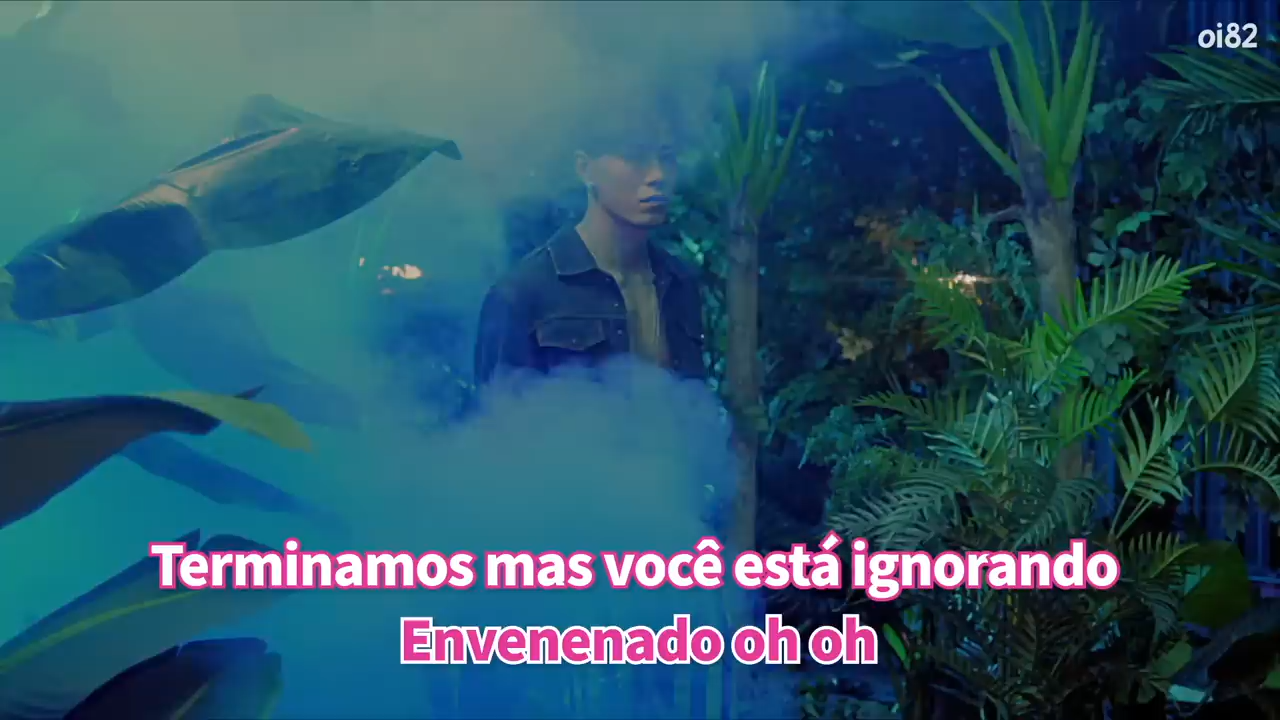 oi82
Terminamos mas você está ignorando
Envenenado oh oh